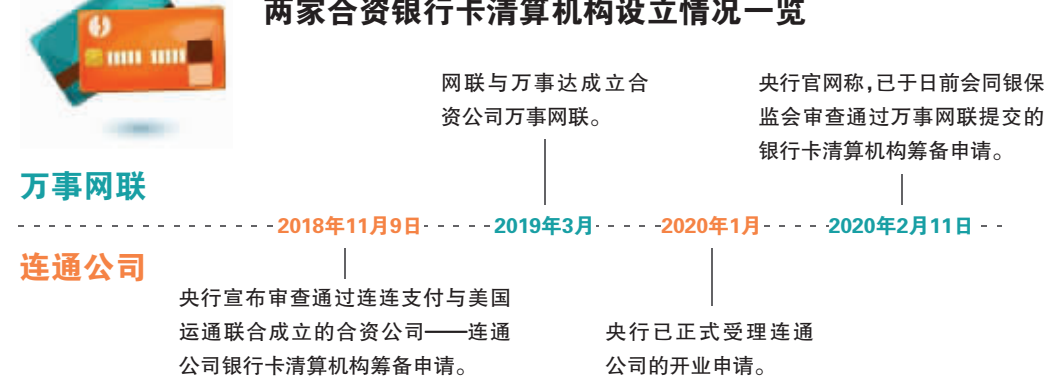 两家合资银行卡清算机构设立情况一览
网联与万事达成立合
资公司万事网联。
央行官网称,已于日前会同银保
监会审查通过万事网联提交的
银行卡清算机构筹备申请。
万事网联
2018年11月9日
2019年3月
2020年1月
2020年2月11日
连通公司
央行宣布审查通过连连支付与美国
运通联合成立的合资公司——连通
公司银行卡清算机构筹备申请。
央行已正式受理连通
公司的开业申请。